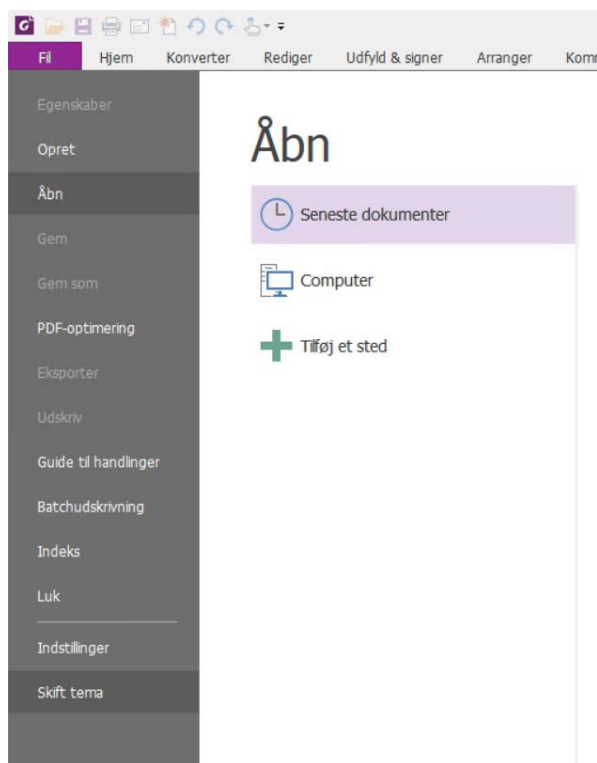 Fil Hjem Konverter Rediger Udfyld & signer Arranger
Egenskaber
Opret
Åbn
Gem
Gem som
PDF-optimering
Eksporter
Udskriv
Guide til handlinger
Batchudskrivning
Indeks
Luk
Indstillinger
Skift tema
Åbn
Seneste dokumenter
Computer
Tilføj et sted